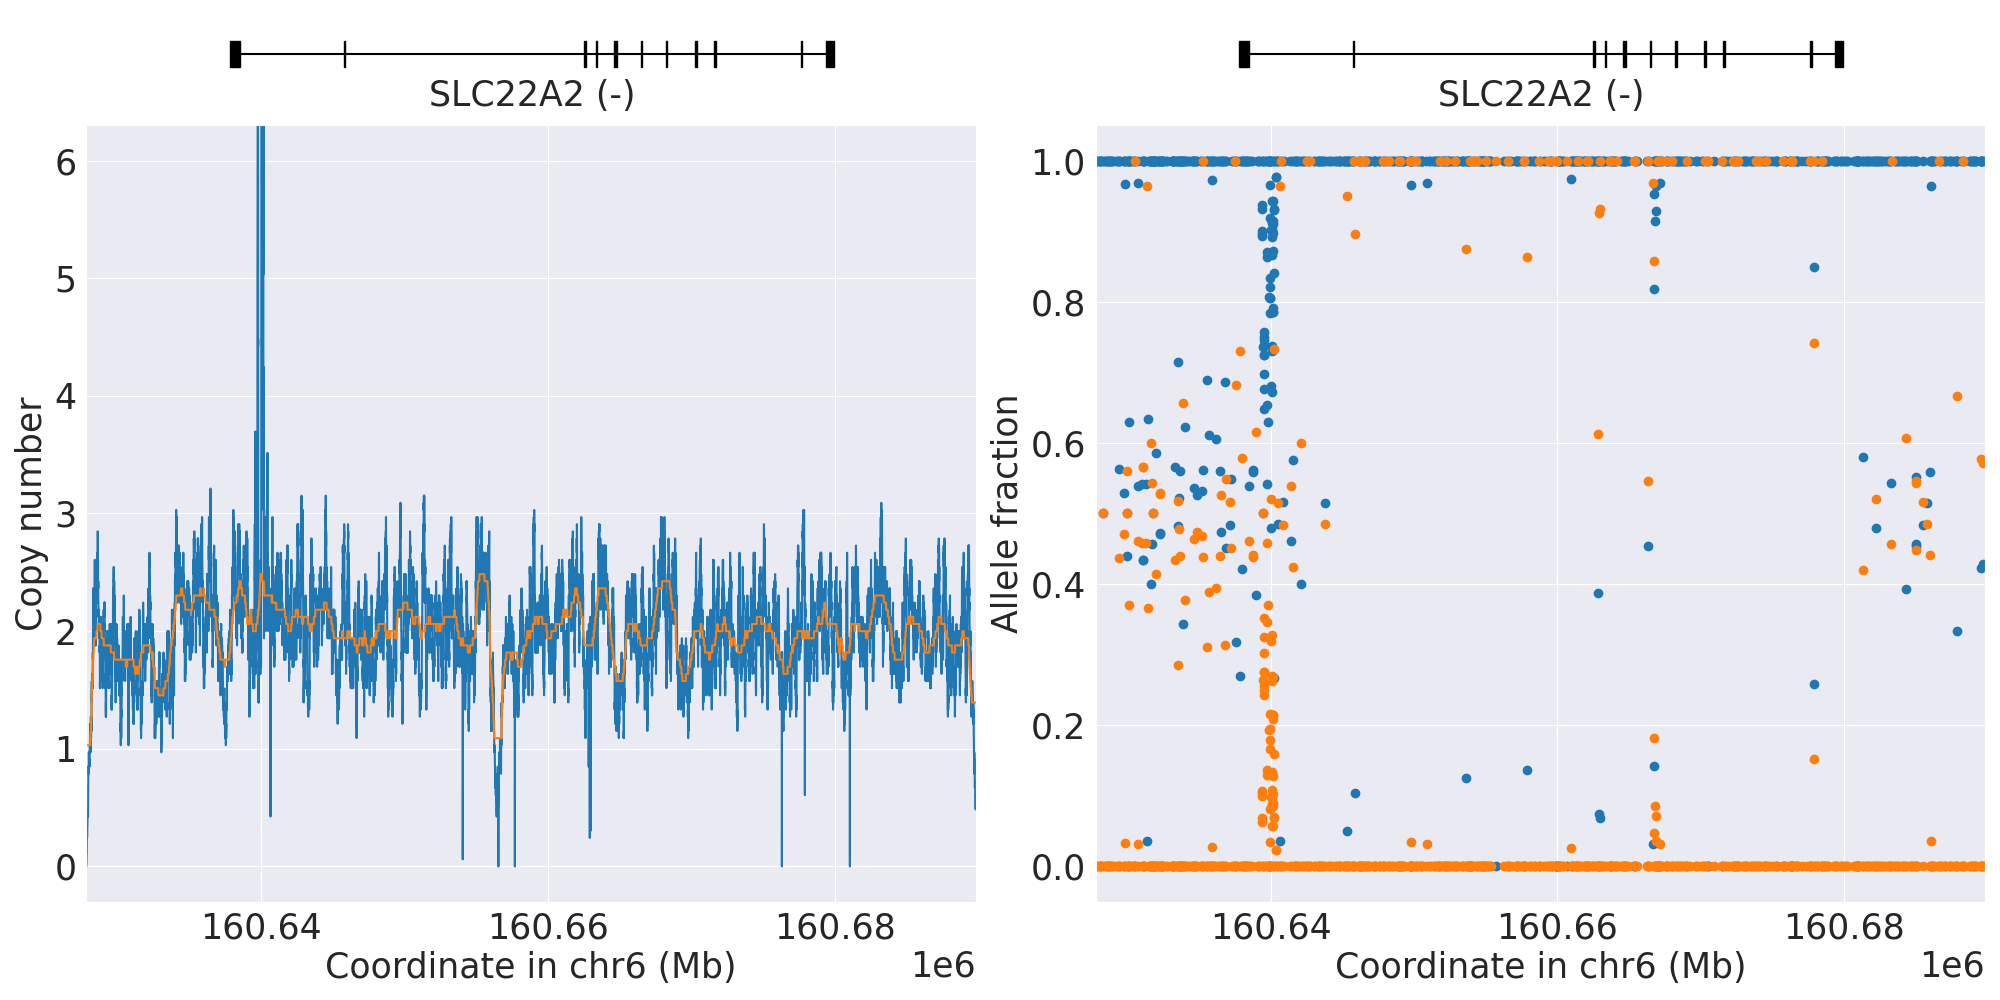 SLC22A2 (-)
Copy number
6
5
4
3
2
1
0
160.64
160.66
160.68
Coordinate in chr6 (Mb)
1e6
SLC22A2 (-)
Allele fraction
1.0
0.8
0.6
0.4
0.2
0.0
160.64
160.66
160.68
Coordinate in chr6 (Mb)
1e6